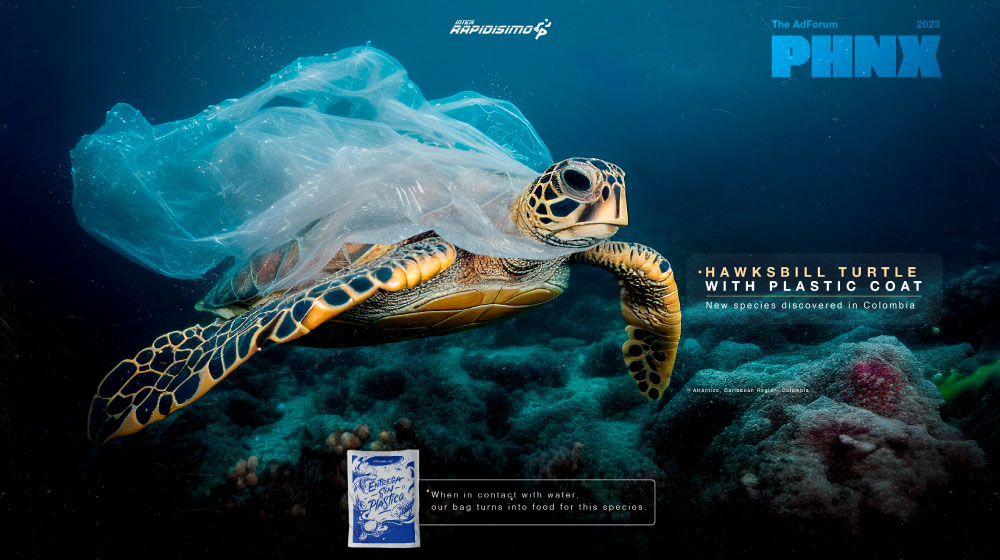 INTER
RAPIDISIMO
The AdForum 2023
PHNX
HAWKSBILL TURTLE
WITH PLASTIC COAT
New species discovered in Colombia
Atlántico, Caribbean Region, Colombia
ENTREGA
SIN
PLÁSTICO
*When in contact with water,
our bag turns into food for this species.